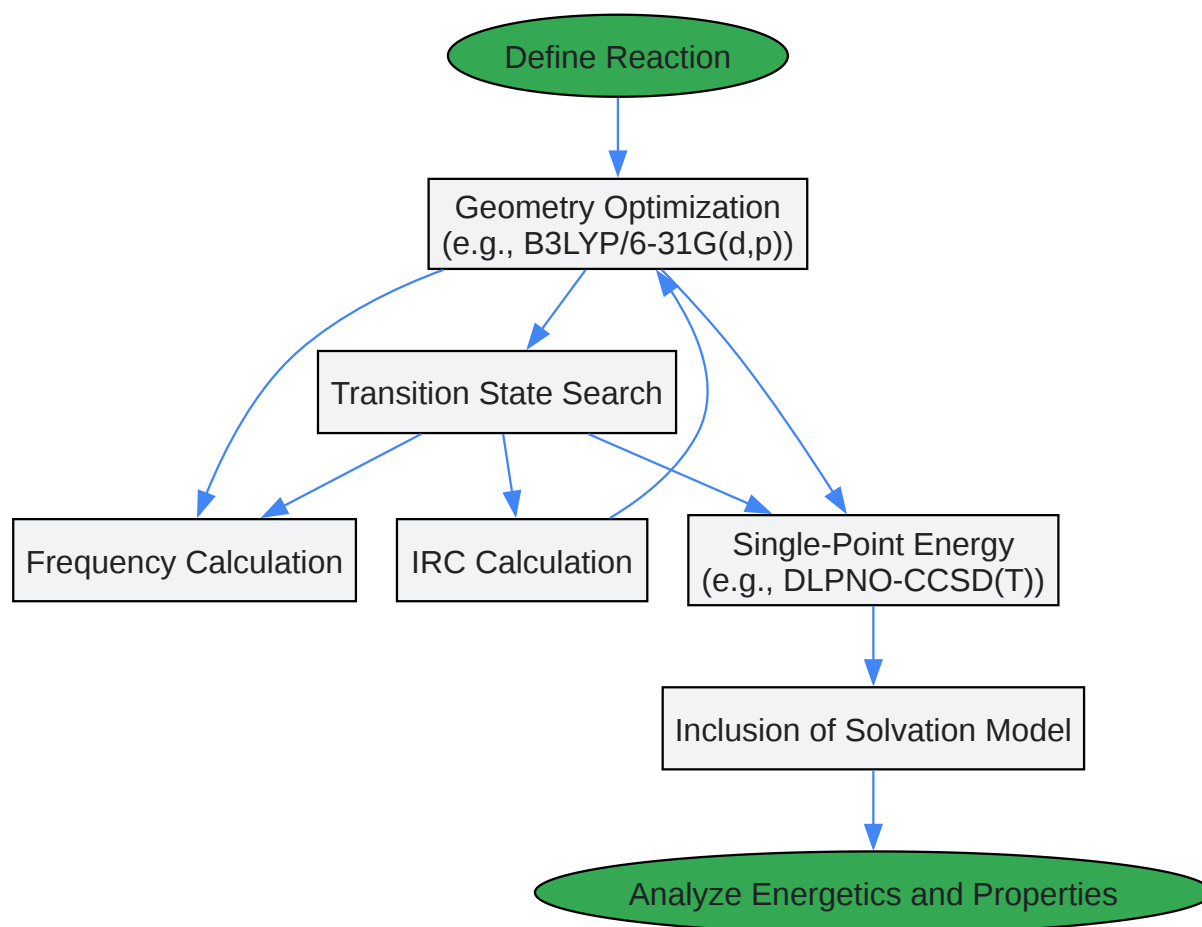 Define Reaction
Geometry Optimization
(e.g., B3LYP/6-31G(d,p))
Transition State Search
Frequency Calculation
IRC Calculation
Single-Point Energy
(e.g., DLPNO-CCSD(T))
Inclusion of Solvation Model
Analyze Energetics and Properties